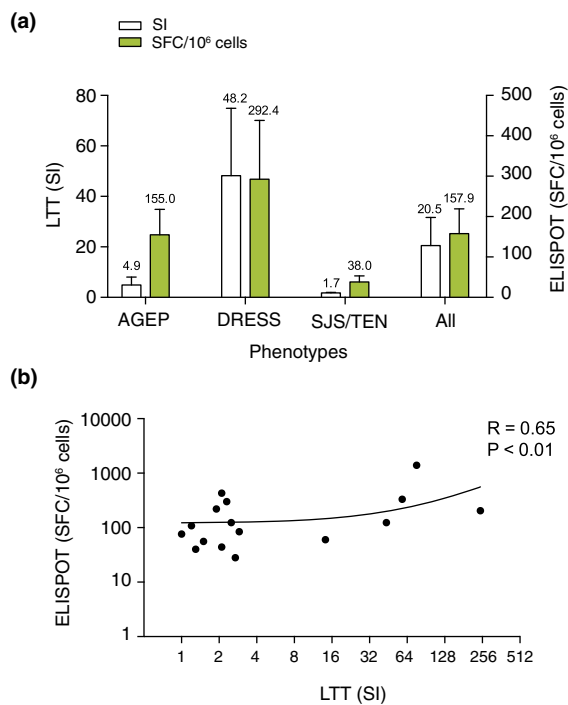 (a)
SI
SFC/10⁶ cells
80
60
40
20
0
LTT (SI)
500
400
300
200
100
0
ELISPOT (SFC/10⁶ cells)
4.9
155.0
48.2
292.4
1.7
38.0
20.5
157.9
AGEP DRESS SJS/TEN All
Phenotypes
(b)
10000
1000
100
10
1
ELISPOT (SFC/10⁶ cells)
R = 0.65
P < 0.01
1 2 4 8 16 32 64 128 256 512
LTT (SI)